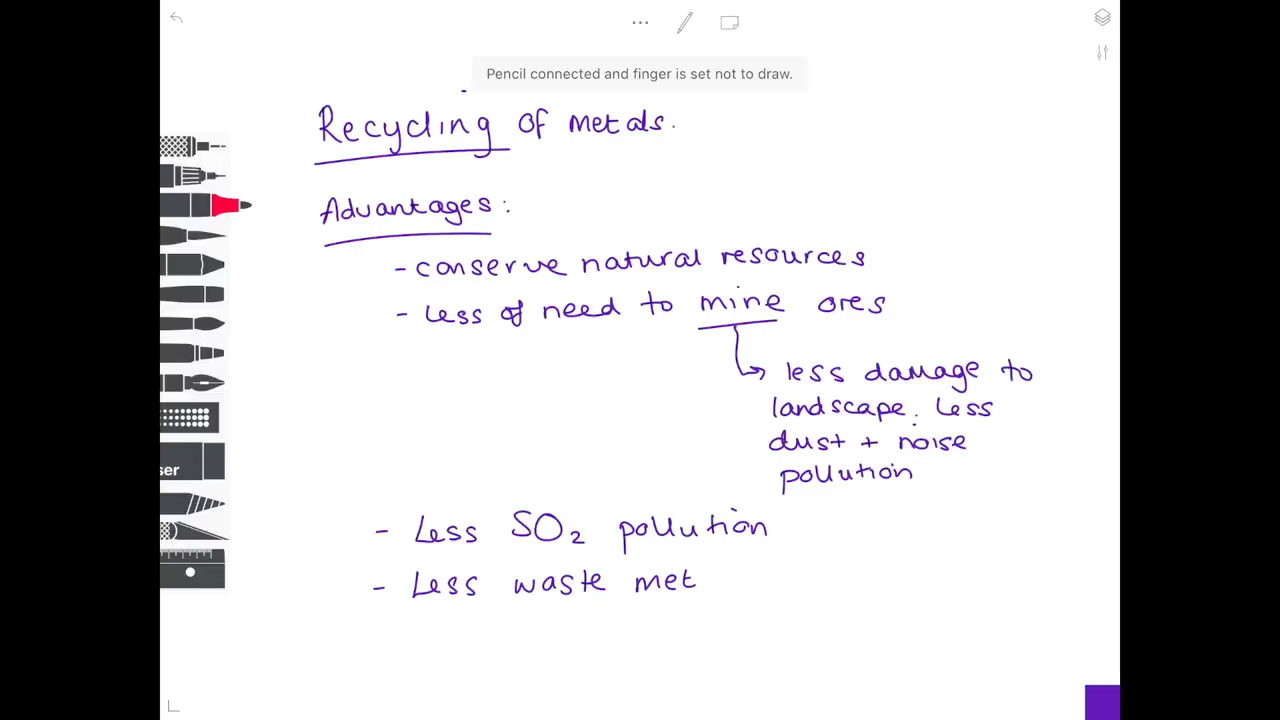 Pencil connected and finger is set not to draw.
Recycling of metals.
Advantages:
- conserve natural resources
- less of need to mine ores
less damage to
landscape. less
dust + noise
pollution
- Less SO2 pollution
- Less waste met
ser